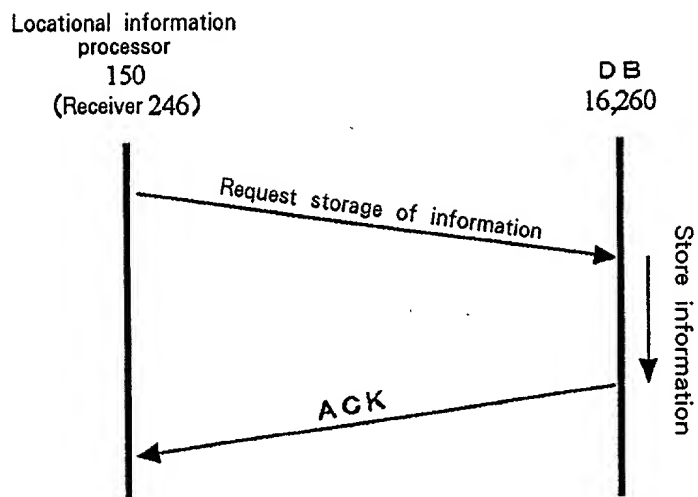 Locational information
processor
150
(Receiver 246)
DB
16,260
Request storage of information
Store information
ACK